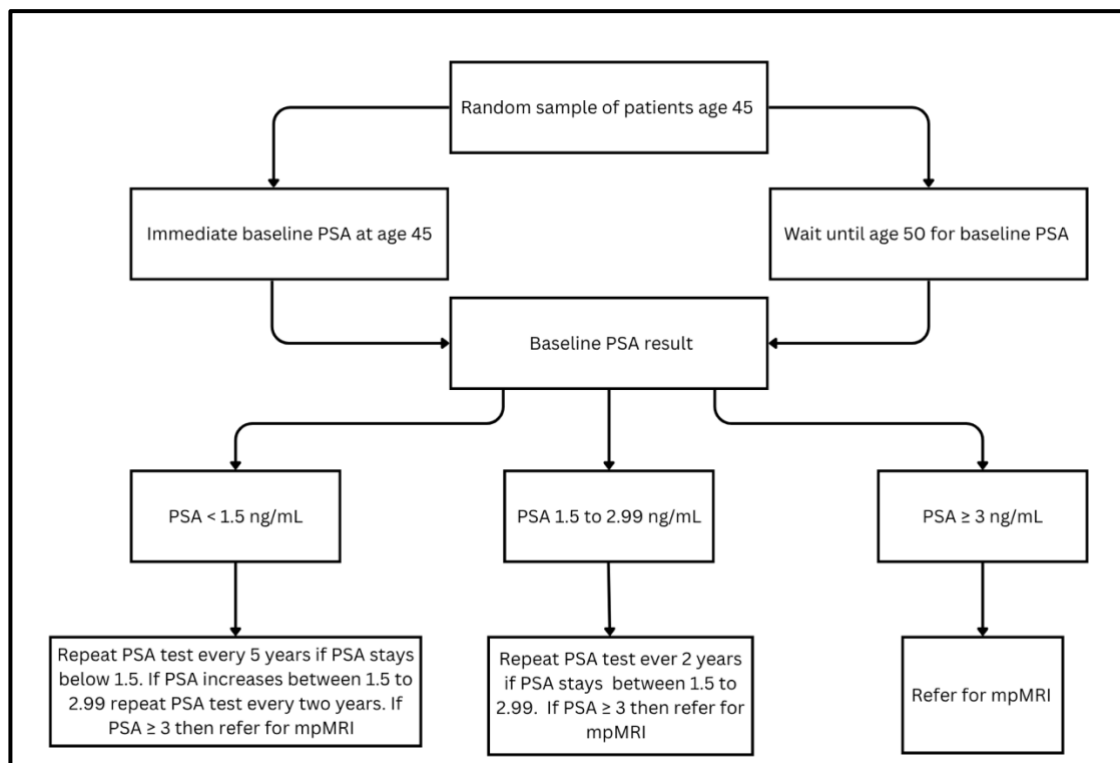 Random sample of patients age 45
Immediate baseline PSA at age 45
Wait until age 50 for baseline PSA
Baseline PSA result
PSA < 1.5 ng/mL
PSA 1.5 to 2.99 ng/mL
PSA ≥ 3 ng/mL
Repeat PSA test every 5 years if PSA stays
below 1.5. If PSA increases between 1.5 to
2.99 repeat PSA test every two years. If
PSA ≥ 3 then refer for mpMRI
Repeat PSA test ever 2 years
if PSA stays between 1.5 to
2.99. If PSA ≥ 3 then refer for
mpMRI
Refer for mpMRI